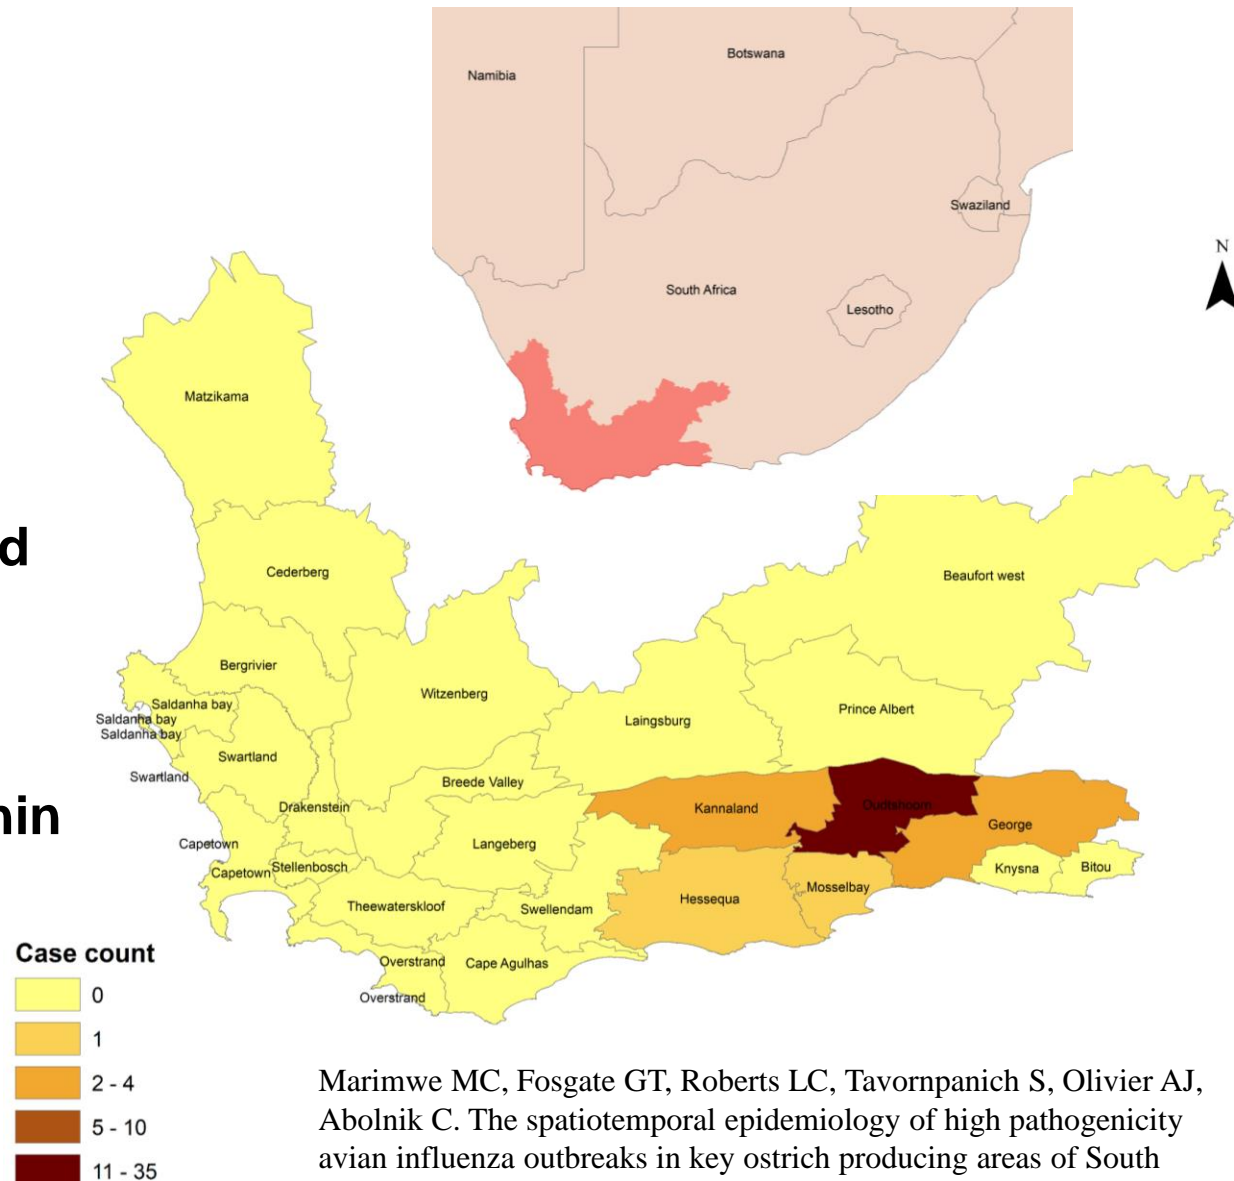 Namibia
Botswana
Swaziland
South Africa
Lesotho
N
Matzikama
d
Cederberg
Beaufort west
Bergrivier
Witzenberg
Saldanha bay
Saldanha bay
Saldanha bay
Laingsburg
Prince Albert
Swartland
Swartland
Breede Valley
nin
Drakenstein
Kannaland
Oudtshoorn
George
Capetown
Langeberg
Capetown
Stellenbosch
Knysna
Bitou
Hessequa
Mosselbay
Theewaterskloof
Swellendam
Overstrand
Cape Agulhas
Overstrand
Case count
0
1
2 - 4
5 - 10
11 - 35
Marimwe MC, Fosgate GT, Roberts LC, Tavornpanich S, Olivier AJ,
Abolnik C. The spatiotemporal epidemiology of high pathogenicity
avian influenza outbreaks in key ostrich producing areas of South